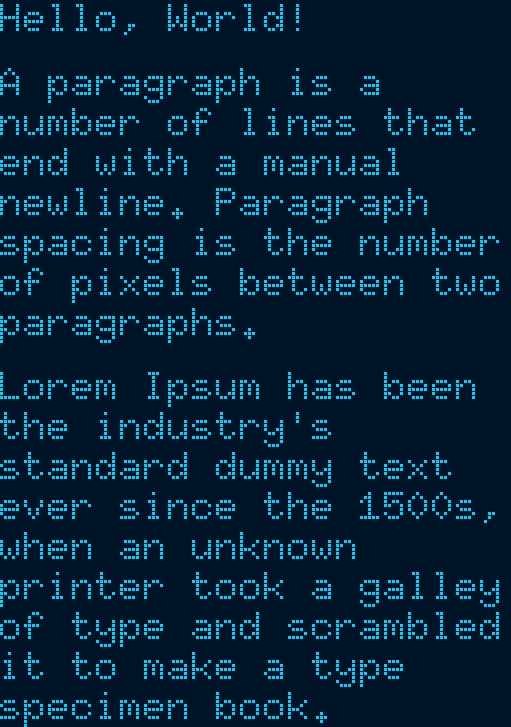 Hello, World!
A paragraph is a
number of lines that
end with a manual
newline. Paragraph
spacing is the number
of pixels between two
paragraphs.
Lorem Ipsum has been
the industry's
standard dummy text
ever since the 1500s,
when an unknown
printer took a galley
of type and scrambled
it to make a type
specimen book.